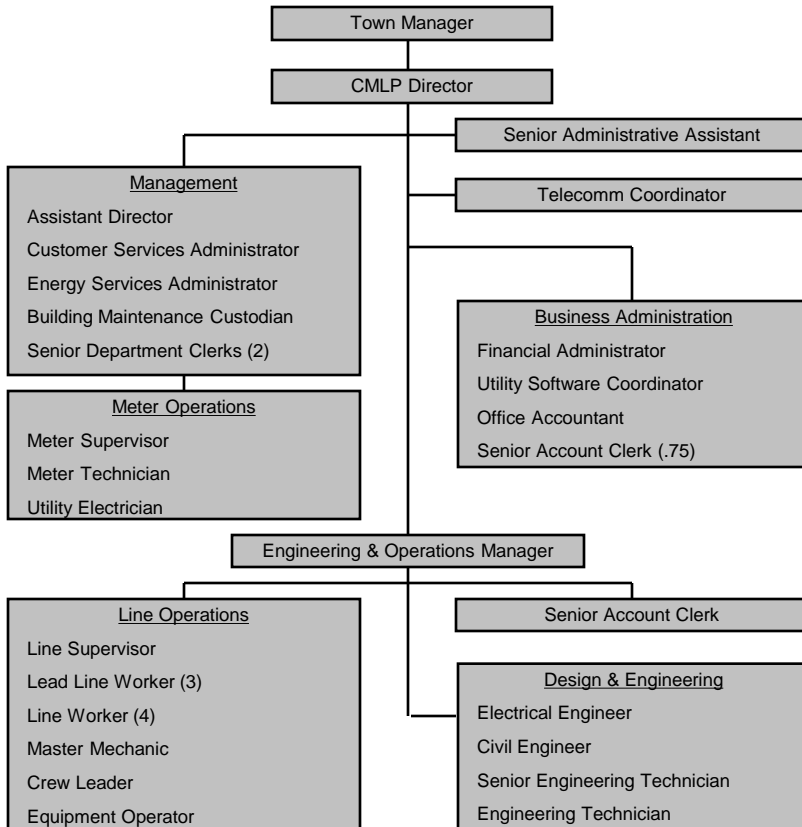 Town Manager
CMLP Director
Senior Administrative Assistant
Management
Assistant Director
Customer Services Administrator
Energy Services Administrator
Building Maintenance Custodian
Senior Department Clerks (2)
Telecomm Coordinator
Business Administration
Financial Administrator
Utility Software Coordinator
Office Accountant
Senior Account Clerk (.75)
Meter Operations
Meter Supervisor
Meter Technician
Utility Electrician
Engineering & Operations Manager
Line Operations
Line Supervisor
Lead Line Worker (3)
Line Worker (4)
Master Mechanic
Crew Leader
Equipment Operator
Senior Account Clerk
Design & Engineering
Electrical Engineer
Civil Engineer
Senior Engineering Technician
Engineering Technician